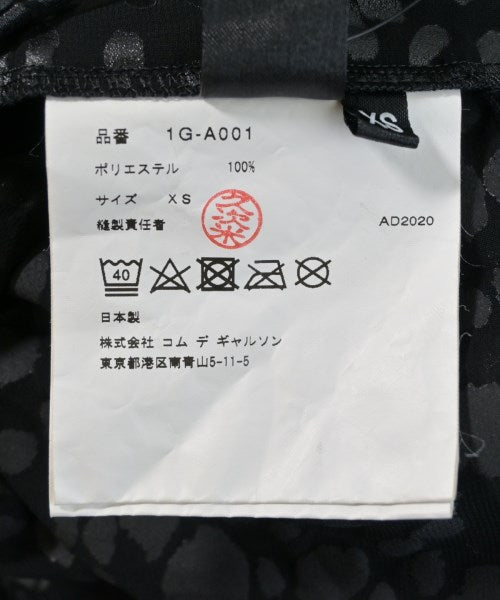 XS
品番 1G-A001
ポリエステル 100%
サイズ XS
縫製責任者
AD2020
40
日本製
株式会社 コム デ ギャルソン
東京都港区南青山5-11-5